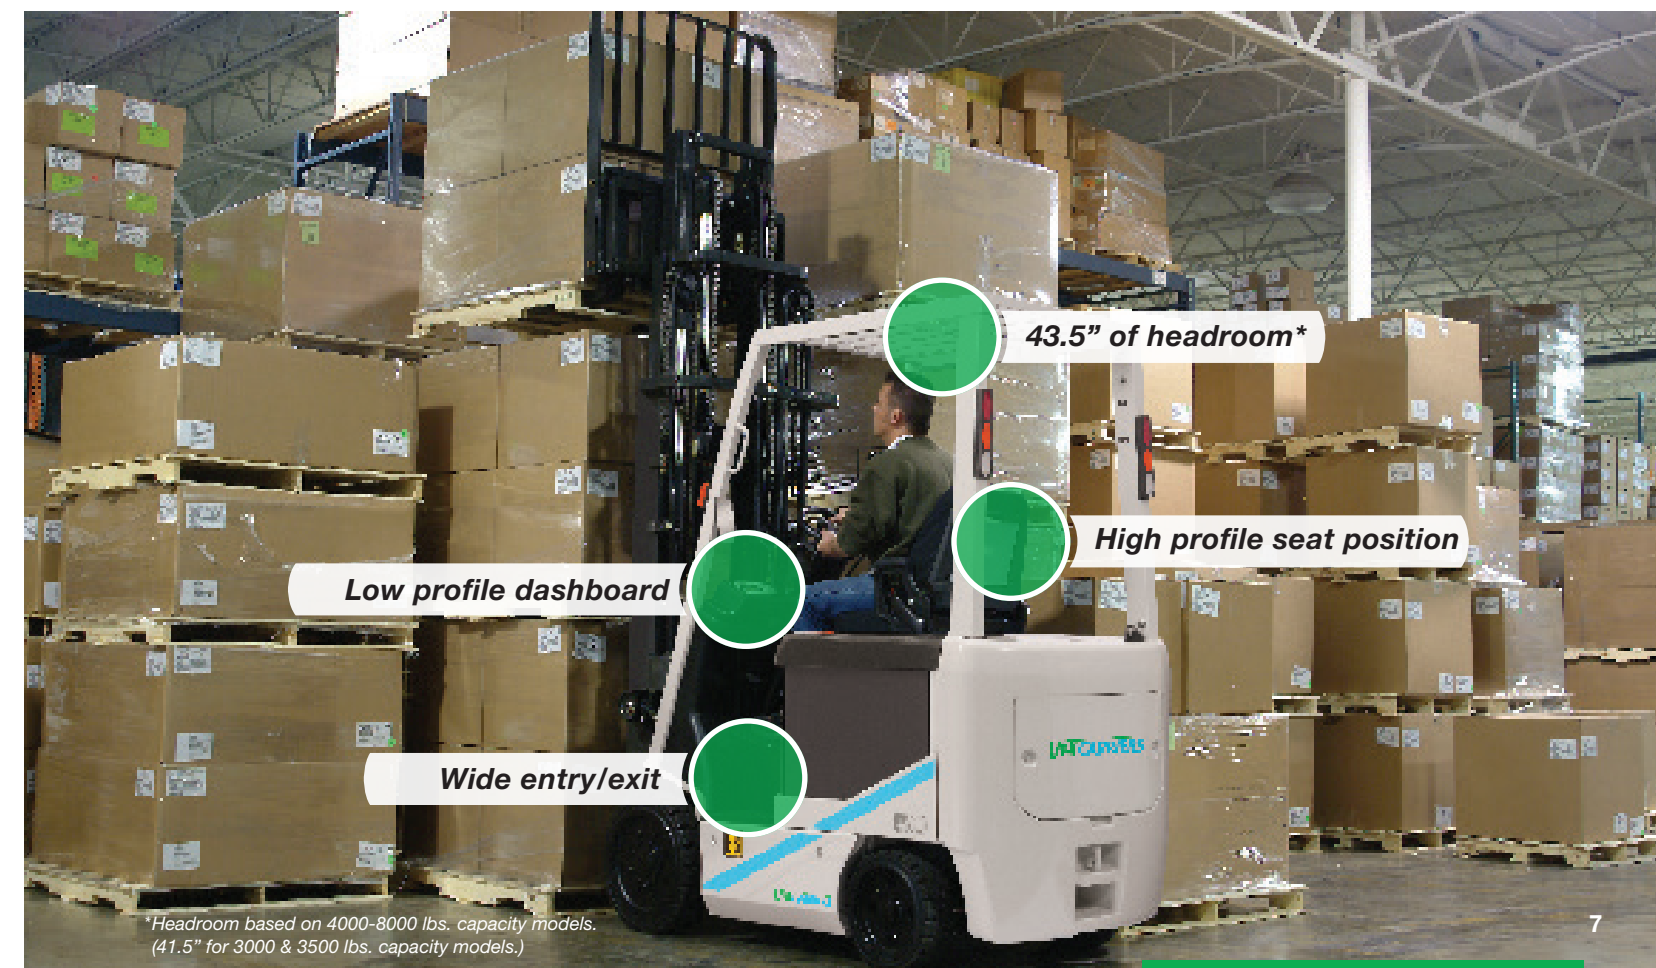 43.5” of headroom*
High profile seat position
Low profile dashboard
Wide entry/exit
*Headroom based on 4000-8000 lbs. capacity models.
(41.5” for 3000 & 3500 lbs. capacity models.)
7